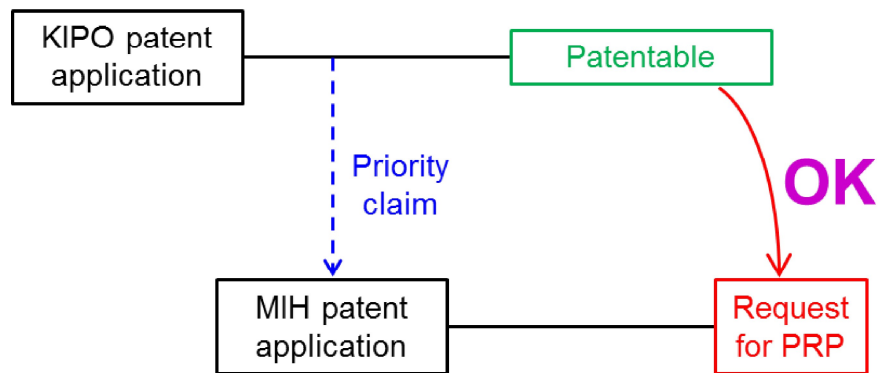 KIPO patent
application
Patentable
Priority
claim
OK
MIH patent
application
Request
for PRP